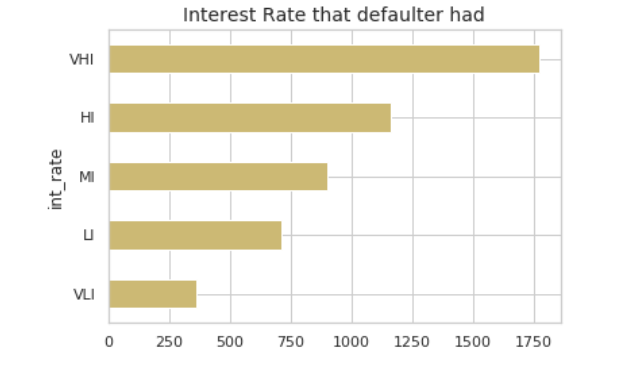 Interest Rate that defaulter had
VHI
HI
MI
LI
VLI
int_rate
0 250 500 750 1000 1250 1500 1750